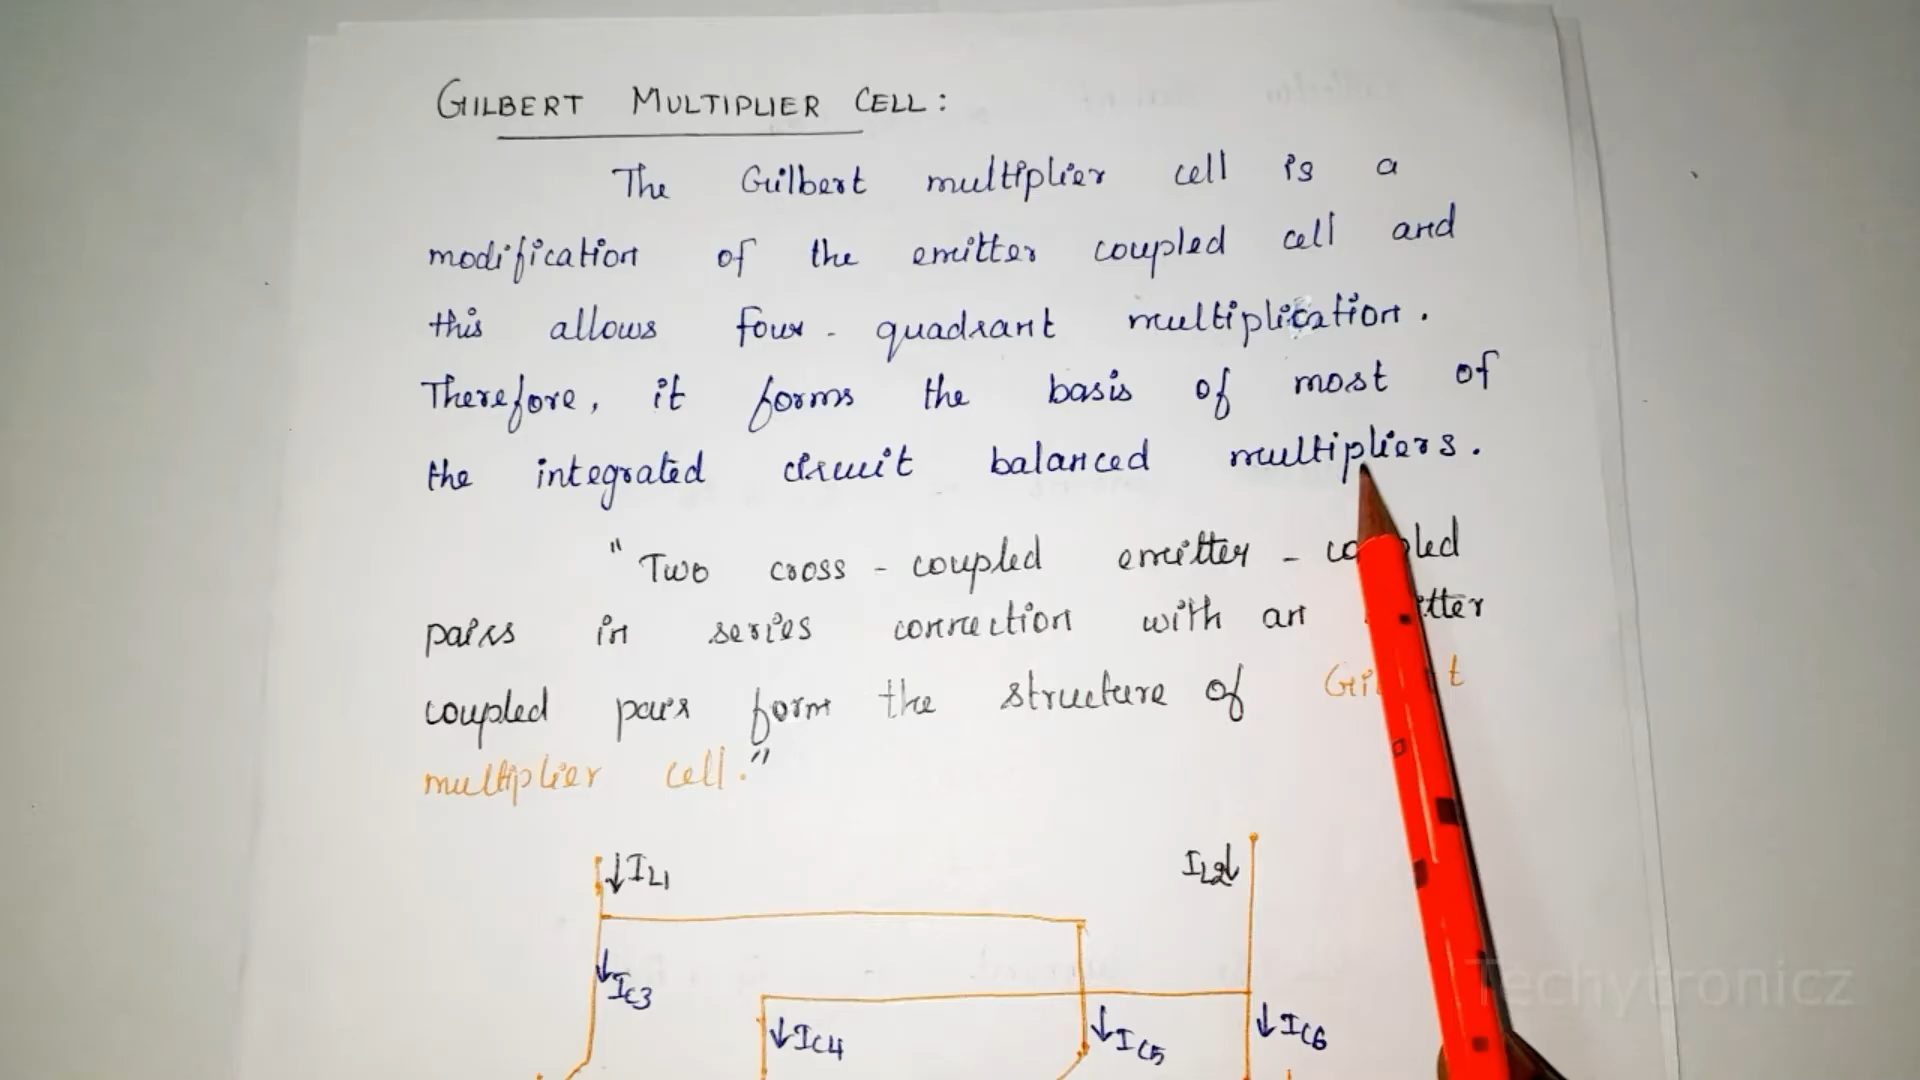 GILBERT MULTIPLIER CELL:
The Gilbert multiplier cell is a
modification of the emitter coupled cell and
this allows four - quadrant multiplication.
Therefore, it forms the basis of most of
the integrated circuit balanced multipliers.
"Two cross - coupled emitter -
pairs in series connection with an
coupled pair form the structure of
multiplier cell."
↓IL1
IL2↓
↓IC3
↓IC4
↓IC5
↓IC6
Techytronicz